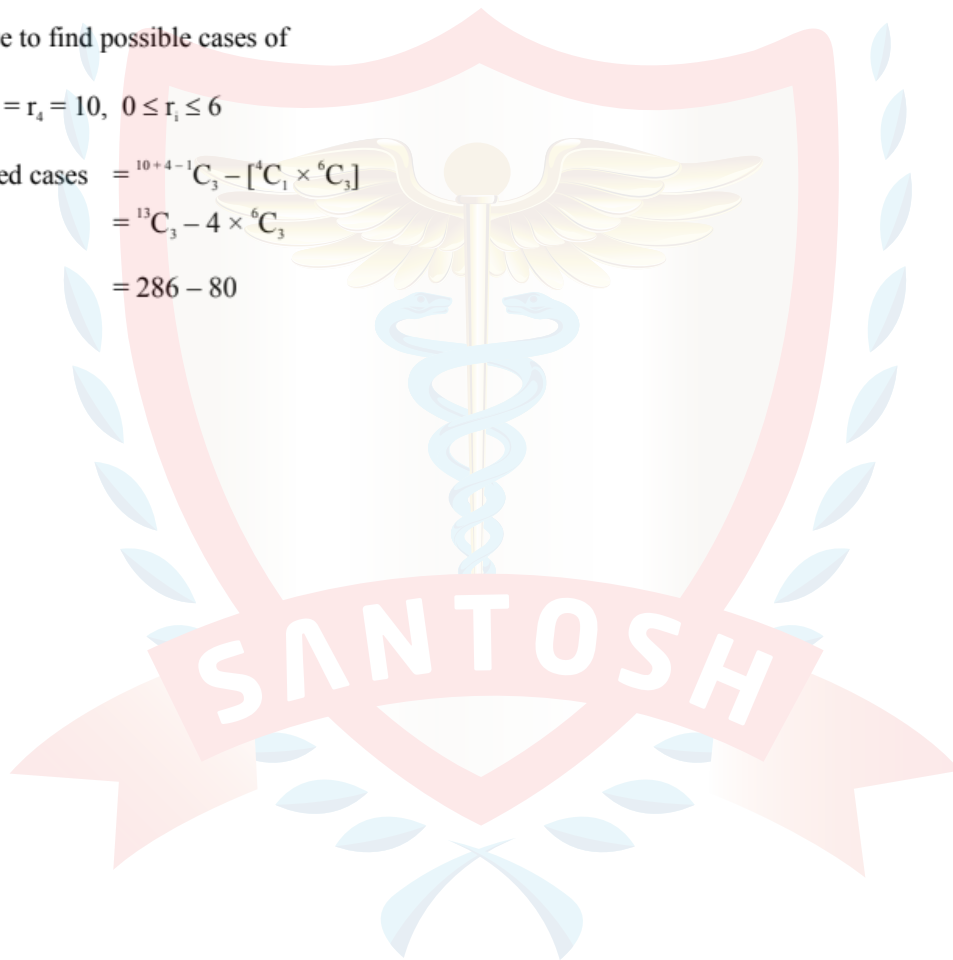 e to find possible cases of
= r₄ = 10, 0 ≤ rᵢ ≤ 6
ed cases = ¹⁰⁺⁴⁻¹C₃ – [⁴C₁ × ⁶C₃]
= ¹³C₃ – 4 × ⁶C₃
= 286 – 80
SANTOSH